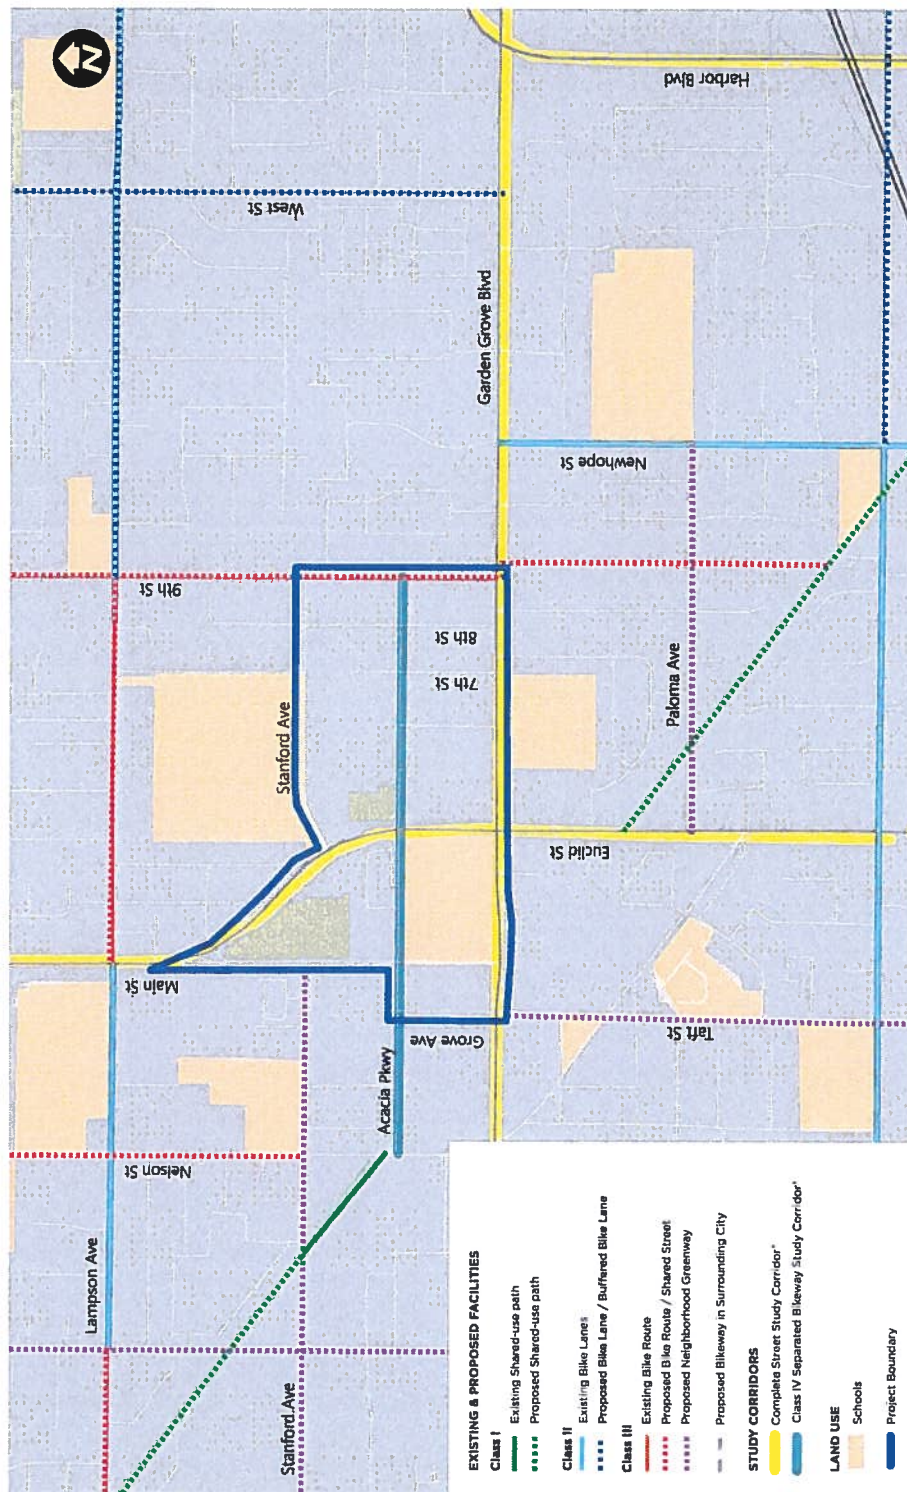 N
Harbor Blvd
West St
Garden Grove Blvd
Newhope St
9th St
8th St
7th St
Paloma Ave
Stanford Ave
Euclid St
Main St
Grove Ave
Taft St
Acacia Pkwy
Nelson St
Lampson Ave
Stanford Ave
EXISTING & PROPOSED FACILITIES
Class I
Existing Shared-use path
Proposed Shared-use path
Class II
Existing Bike Lanes
Proposed Bike Lane / Buffered Bike Lane
Class III
Existing Bike Route
Proposed Bike Route / Shared Street
Proposed Neighborhood Greenway
Proposed Bikeway in Surrounding City
STUDY CORRIDORS
Complete Street Study Corridor*
Class IV Separated Bikeway Study Corridor*
LAND USE
Schools
Project Boundary